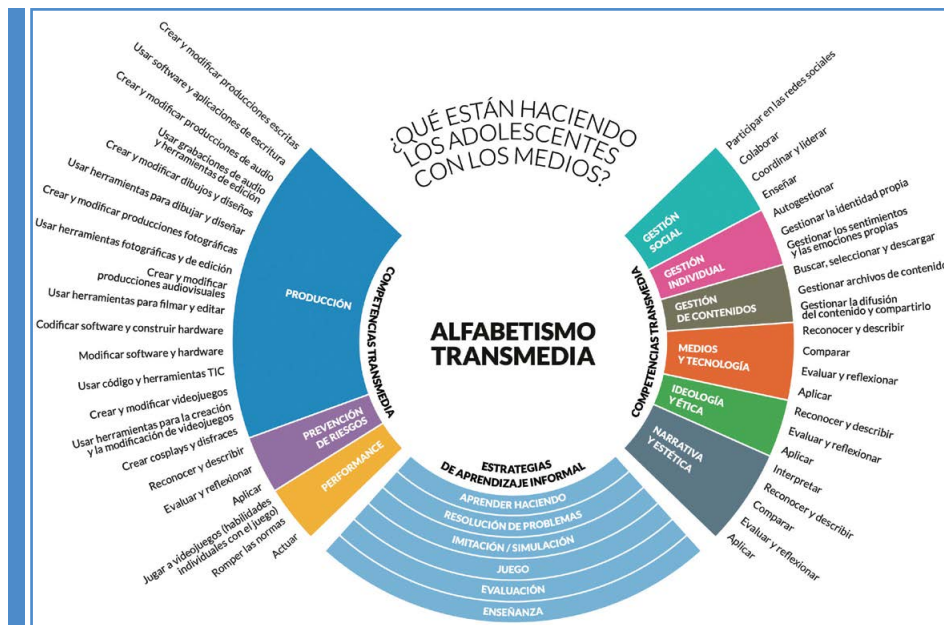 ¿QUÉ ESTÁN HACIENDO
LOS ADOLESCENTES
CON LOS MEDIOS?
ALFABETISMO
TRANSMEDIA
COMPETENCIAS TRANSMEDIA
PRODUCCIÓN
Crear y modificar producciones escritas
Usar software y aplicaciones de escritura
Crear y modificar producciones de audio
Usar grabaciones de audio
y herramientas de edición
Crear y modificar dibujos y diseños
Usar herramientas para dibujar y diseñar
Crear y modificar producciones fotográficas
Usar herramientas fotográficas y de edición
Crear y modificar
producciones audiovisuales
Usar herramientas para filmar y editar
Codificar software y construir hardware
Modificar software y hardware
Usar código y herramientas TIC
Crear y modificar videojuegos
Usar herramientas para la creación
y la modificación de videojuegos
Crear cosplays y disfraces
PREVENCIÓN
DE RIESGOS
Reconocer y describir
Evaluar y reflexionar
Aplicar
PERFORMANCE
Jugar a videojuegos (habilidades
individuales con el juego)
Romper las normas
Actuar
COMPETENCIAS TRANSMEDIA
GESTIÓN
SOCIAL
Participar en las redes sociales
Colaborar
Coordinar y liderar
Enseñar
GESTIÓN
INDIVIDUAL
Autogestionar
Gestionar la identidad propia
Gestionar los sentimientos
y las emociones propias
GESTIÓN
DE CONTENIDOS
Buscar, seleccionar y descargar
Gestionar archivos de contenido
Gestionar la difusión
del contenido y compartirlo
MEDIOS
Y TECNOLOGÍA
Reconocer y describir
Comparar
Evaluar y reflexionar
Aplicar
IDEOLOGÍA
Y ÉTICA
Reconocer y describir
Evaluar y reflexionar
Aplicar
NARRATIVA
Y ESTÉTICA
Interpretar
Reconocer y describir
Comparar
Evaluar y reflexionar
Aplicar
ESTRATEGIAS
DE APRENDIZAJE INFORMAL
APRENDER HACIENDO
RESOLUCIÓN DE PROBLEMAS
IMITACIÓN / SIMULACIÓN
JUEGO
EVALUACIÓN
ENSEÑANZA